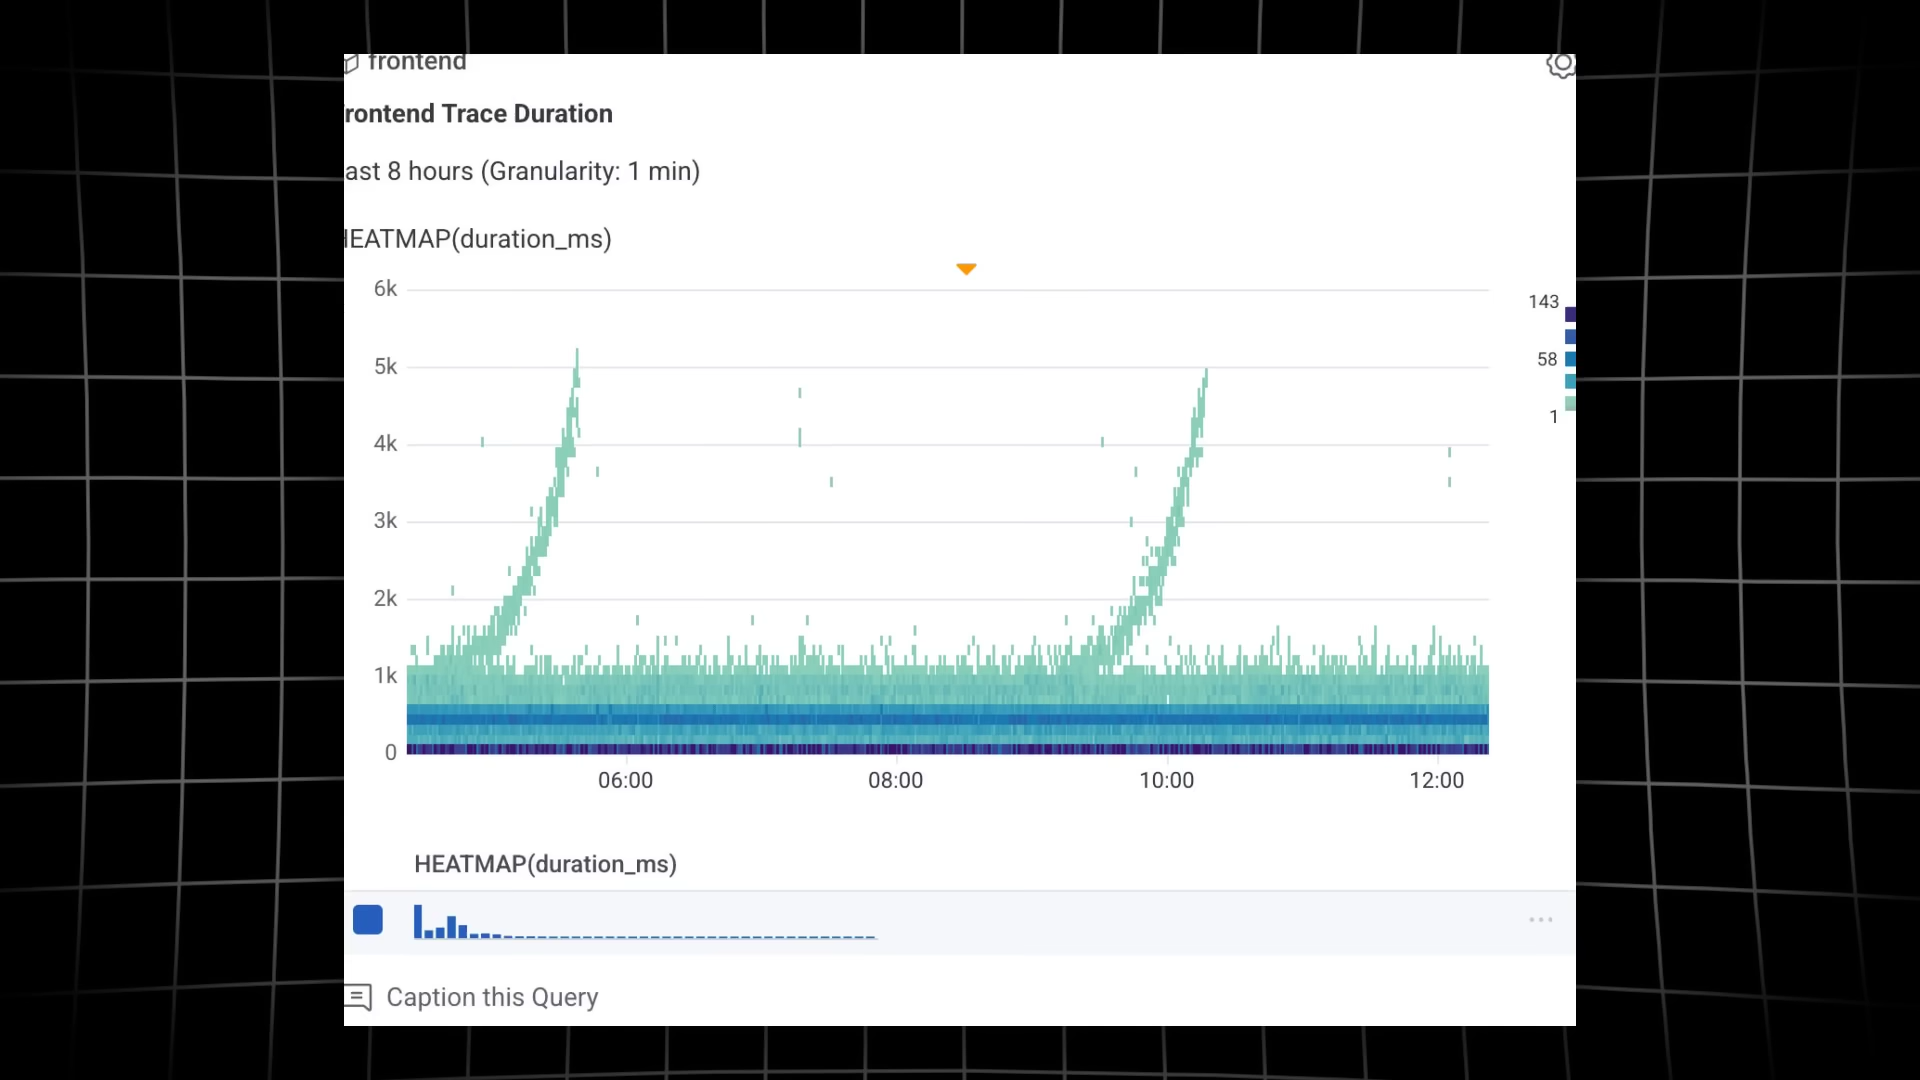 frontend
rontend Trace Duration
ast 8 hours (Granularity: 1 min)
HEATMAP(duration_ms)
6k
5k
4k
3k
2k
1k
0
06:00
08:00
10:00
12:00
143
58
1
HEATMAP(duration_ms)
Caption this Query